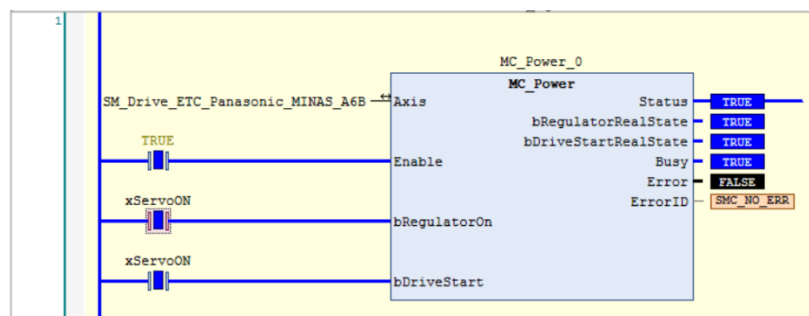 1
MC_Power_0
MC_Power
SM_Drive_ETC_Panasonic_MINAS_A6B Axis Status TRUE
bRegulatorRealState TRUE
TRUE bDriveStartRealState TRUE
Enable Busy TRUE
Error FALSE
xServoON ErrorID SMC_NO_ERR
bRegulatorOn
xServoON
bDriveStart